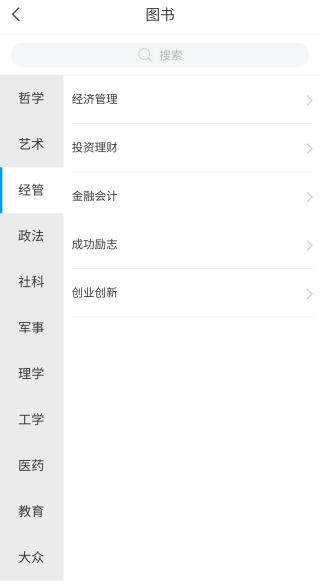 图书
搜索
哲学
艺术
经管
政法
社科
军事
理学
工学
医药
教育
大众
经济管理
投资理财
金融会计
成功励志
创业创新